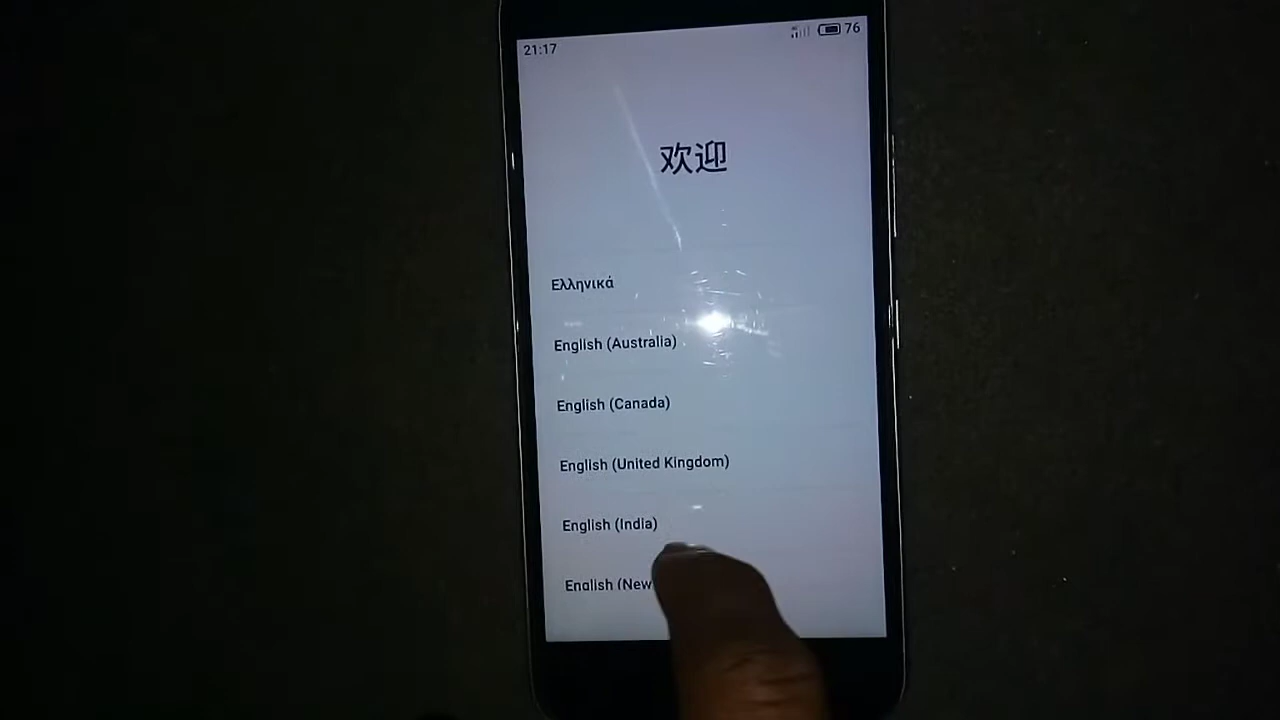 21:17 76
欢迎
Ελληνικά
English (Australia)
English (Canada)
English (United Kingdom)
English (India)
English (New